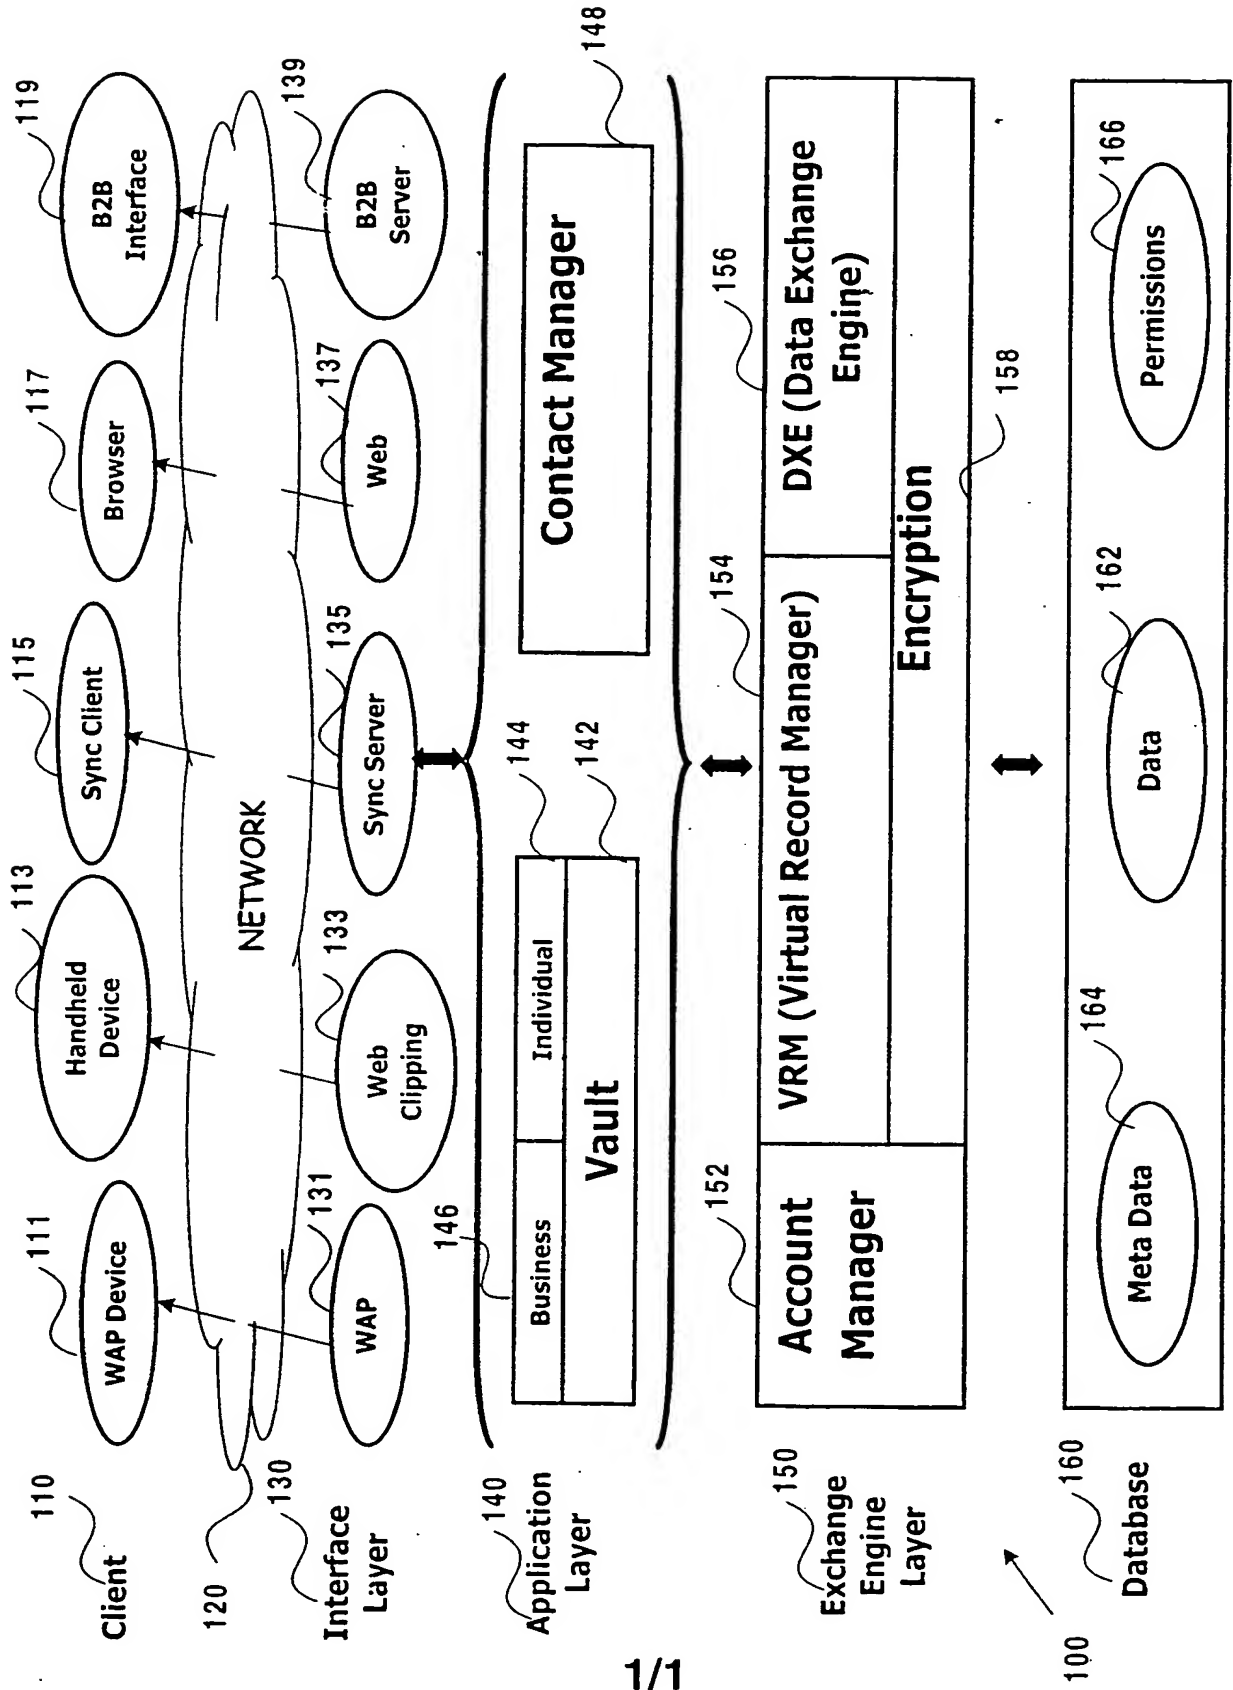 110
Client
111
WAP Device
113
Handheld
Device
115
Sync Client
117
Browser
119
B2B
Interface
120
NETWORK
130
Interface
Layer
131
WAP
133
Web
Clipping
135
Sync Server
137
Web
139
B2B
Server
140
Application
Layer
146
Business
144
Individual
142
Vault
148
Contact Manager
150
Exchange
Engine
Layer
152
Account
Manager
154
VRM (Virtual Record Manager)
156
DXE (Data Exchange
Engine)
158
Encryption
160
Database
164
Meta Data
162
Data
166
Permissions
100
1/1